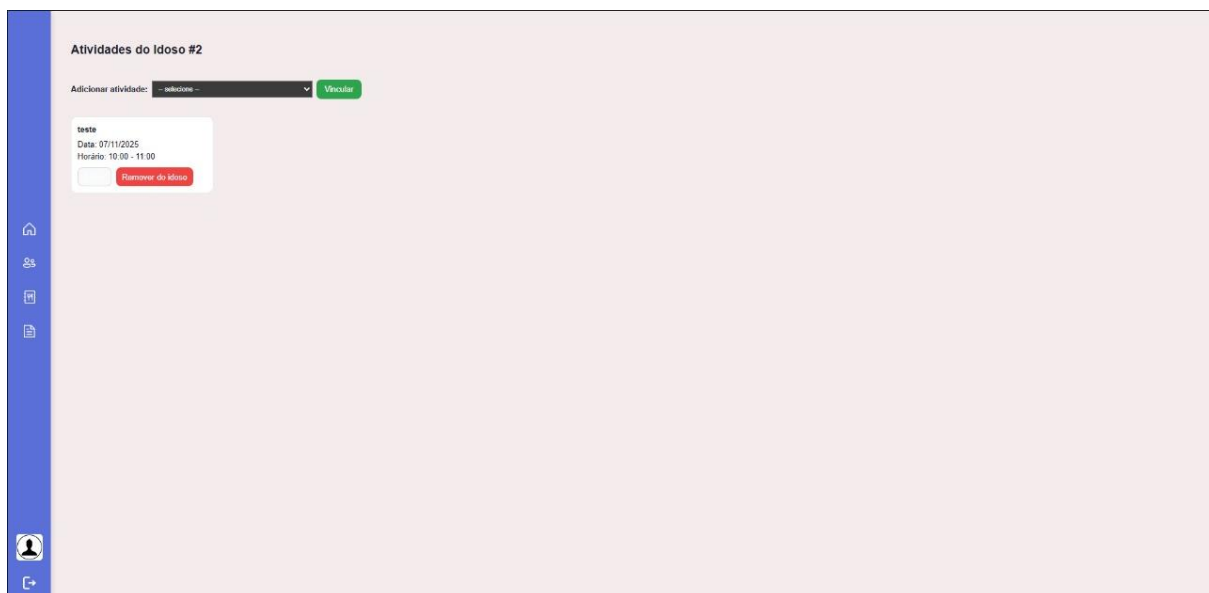 Atividades do Idoso #2
Adicionar atividade: -- selecione -- Vincular
teste
Data: 07/11/2025
Horário: 10:00 - 11:00
Remover do idoso